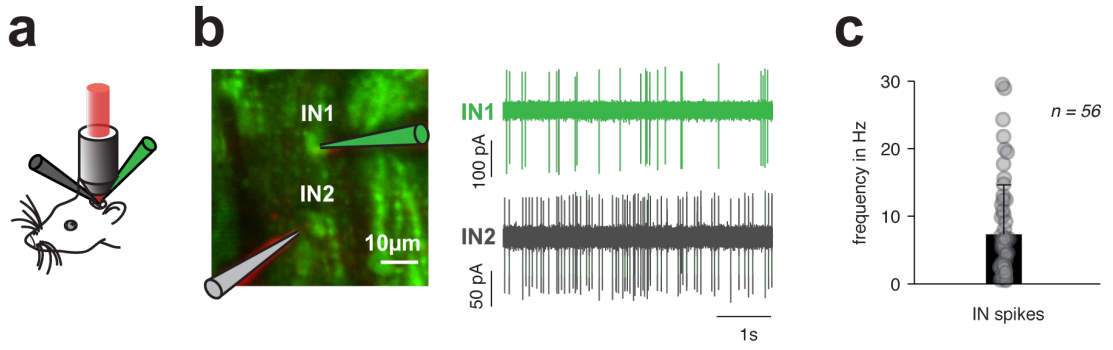 a
b
IN1
IN2
10µm
IN1
100 pA
IN2
50 pA
1s
c
30
20
10
0
frequency in Hz
n = 56
IN spikes